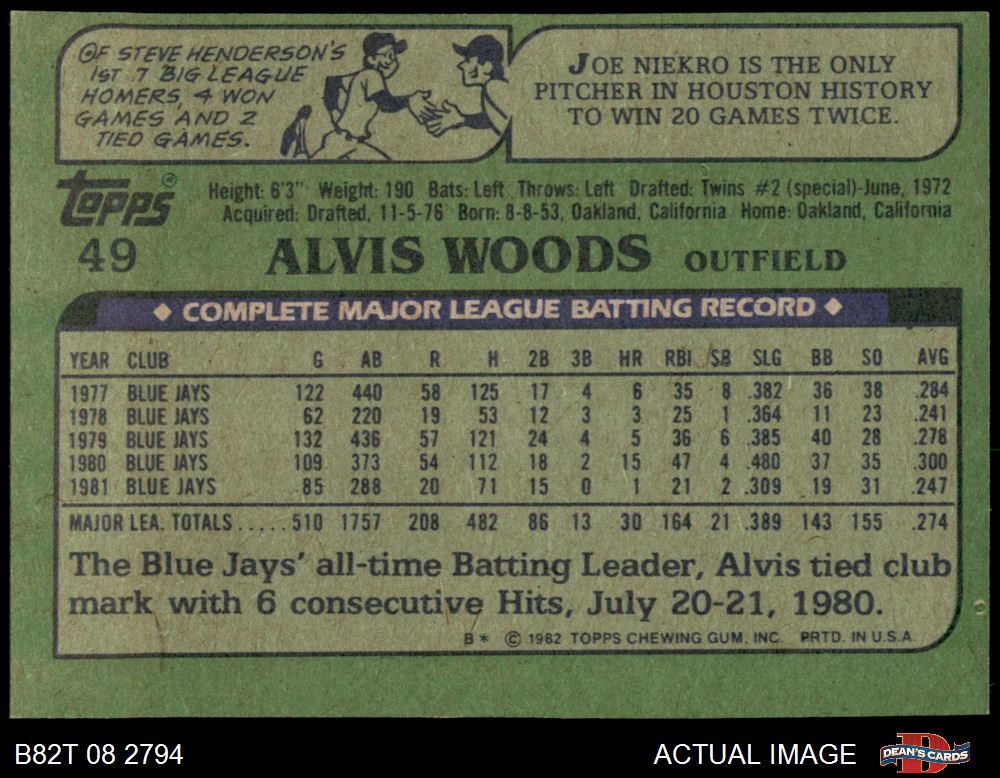 OF STEVE HENDERSON'S
1ST 7 BIG LEAGUE
HOMERS, 4 WON
GAMES AND 2
TIED GAMES.
JOE NIEKRO IS THE ONLY
PITCHER IN HOUSTON HISTORY
TO WIN 20 GAMES TWICE.
TOPPS®
Height: 6'3" Weight: 190 Bats: Left Throws: Left Drafted: Twins #2 (special)-June, 1972
Acquired: Drafted, 11-5-76 Born: 8-8-53, Oakland, California Home: Oakland, California
49 ALVIS WOODS OUTFIELD
◆ COMPLETE MAJOR LEAGUE BATTING RECORD ◆
YEAR CLUB G AB R H 2B 3B HR RBI SB SLG BB SO AVG
1977 BLUE JAYS 122 440 58 125 17 4 6 35 8 .382 36 38 .284
1978 BLUE JAYS 62 220 19 53 12 3 3 25 1 .364 11 23 .241
1979 BLUE JAYS 132 436 57 121 24 4 5 36 6 .385 40 28 .278
1980 BLUE JAYS 109 373 54 112 18 2 15 47 4 .480 37 35 .300
1981 BLUE JAYS 85 288 20 71 15 0 1 21 2 .309 19 31 .247
MAJOR LEA. TOTALS.....510 1757 208 482 86 13 30 164 21 .389 143 155 .274
The Blue Jays' all-time Batting Leader, Alvis tied club
mark with 6 consecutive Hits, July 20-21, 1980.
B* © 1982 TOPPS CHEWING GUM, INC. PRTD. IN U.S.A.
B82T 08 2794
ACTUAL IMAGE
D
DEAN'S CARDS